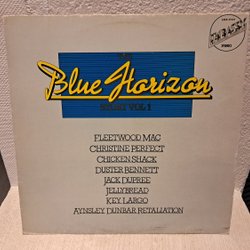 THE
Blue Horizon
STORY VOL 1
FLEETWOOD MAC
CHRISTINE PERFECT
CHICKEN SHACK
DUSTER BENNETT
JACK DUPREE
JELLYBREAD
KEY LARGO
AYNSLEY DUNBAR RETALIATION